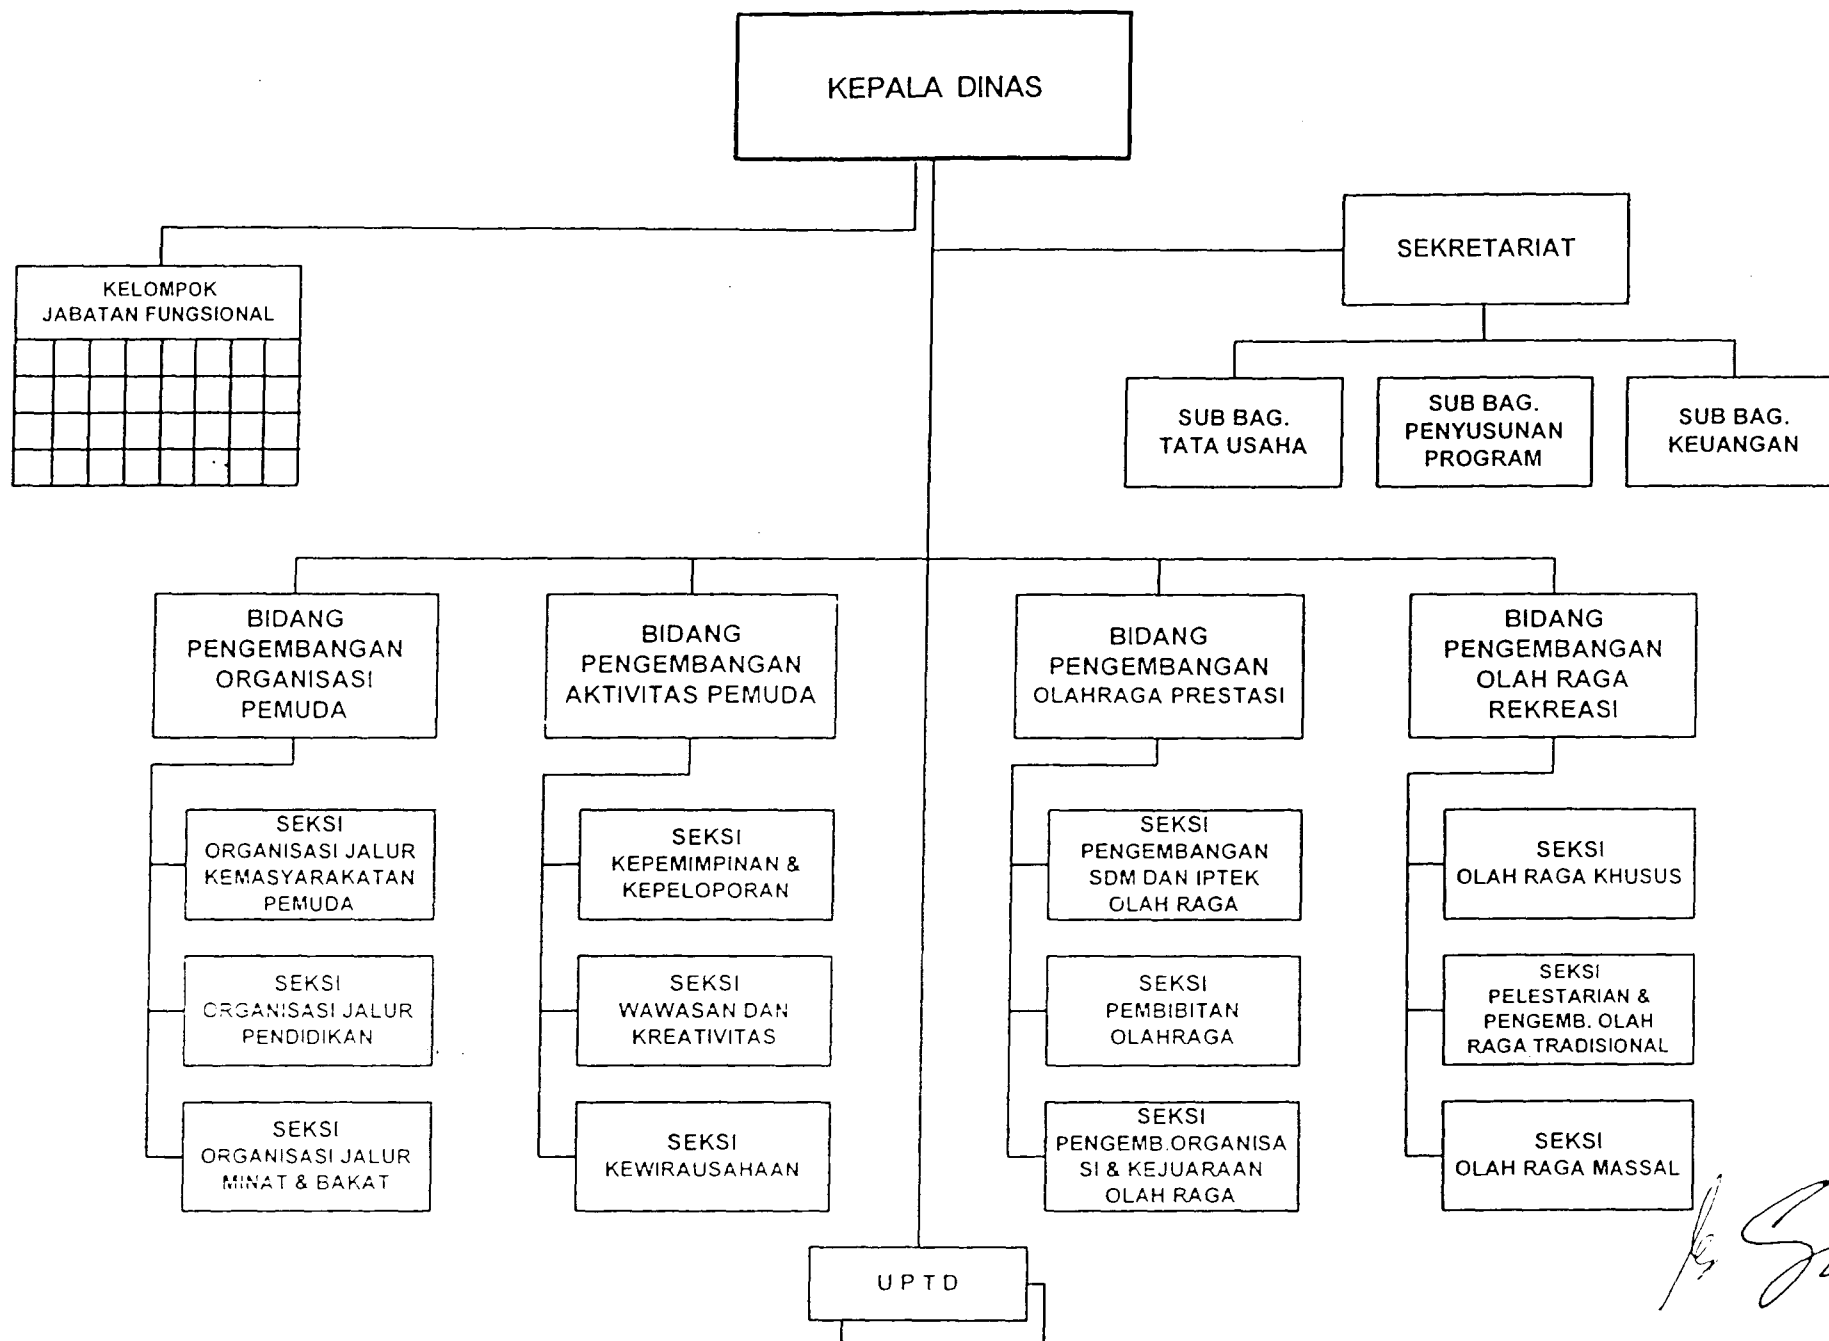 KEPALA DINAS
SEKRETARIAT
KELOMPOK
JABATAN FUNGSIONAL
SUB BAG.
TATA USAHA
SUB BAG.
PENYUSUNAN
PROGRAM
SUB BAG.
KEUANGAN
BIDANG
PENGEMBANGAN
ORGANISASI
PEMUDA
BIDANG
PENGEMBANGAN
AKTIVITAS PEMUDA
BIDANG
PENGEMBANGAN
OLAHRAGA PRESTASI
BIDANG
PENGEMBANGAN
OLAH RAGA
REKREASI
SEKSI
ORGANISASI JALUR
KEMASYARAKATAN
PEMUDA
SEKSI
KEPEMIMPINAN &
KEPELOPORAN
SEKSI
PENGEMBANGAN
SDM DAN IPTEK
OLAH RAGA
SEKSI
OLAH RAGA KHUSUS
SEKSI
ORGANISASI JALUR
PENDIDIKAN
SEKSI
WAWASAN DAN
KREATIVITAS
SEKSI
PEMBIBITAN
OLAHRAGA
SEKSI
PELESTARIAN &
PENGEMB. OLAH
RAGA TRADISIONAL
SEKSI
ORGANISASI JALUR
MINAT & BAKAT
SEKSI
KEWIRAUSAHAAN
SEKSI
PENGEMB.ORGANISA
SI & KEJUARAAN
OLAH RAGA
SEKSI
OLAH RAGA MASSAL
U P T D